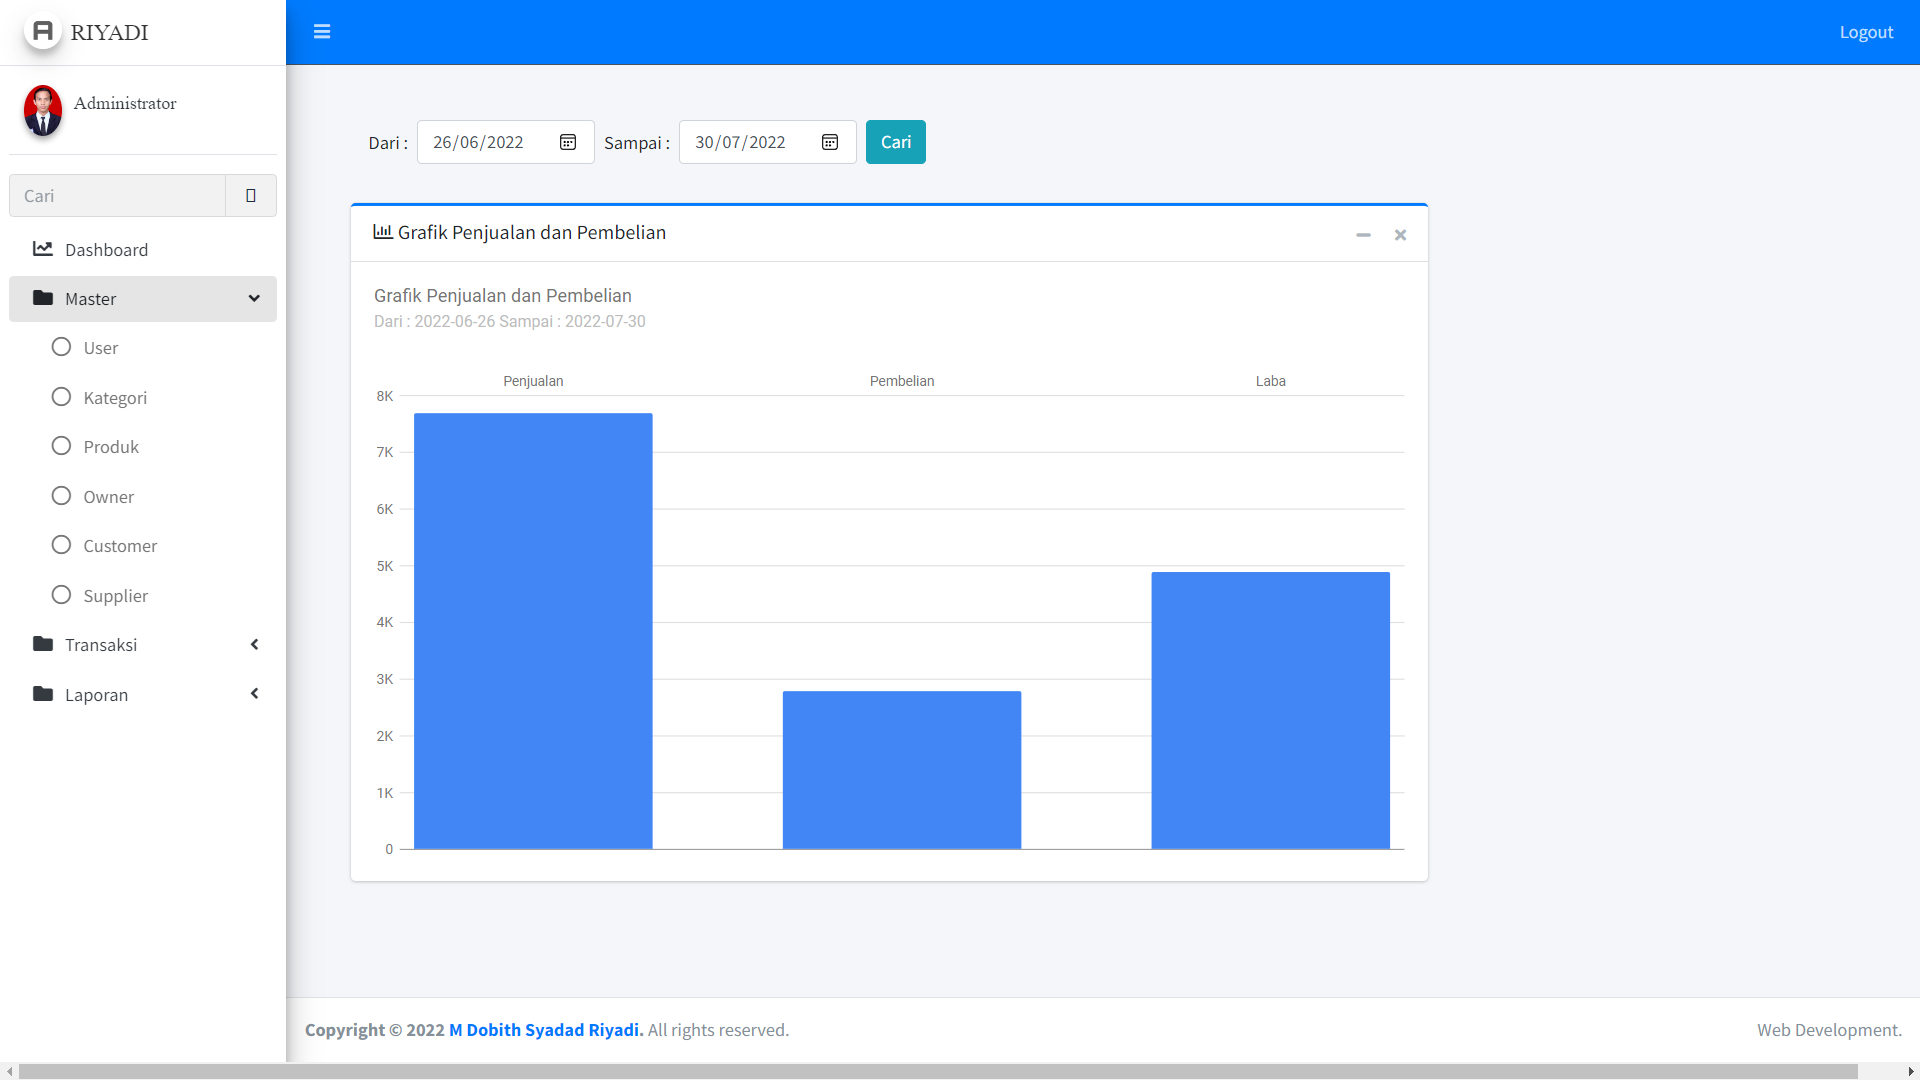 RIYADI
Logout
Administrator
Cari
Dashboard
Master
User
Kategori
Produk
Owner
Customer
Supplier
Transaksi
Laporan
Dari : 26/06/2022 Sampai : 30/07/2022 Cari
Grafik Penjualan dan Pembelian
Grafik Penjualan dan Pembelian
Dari : 2022-06-26 Sampai : 2022-07-30
Penjualan Pembelian Laba
8K
7K
6K
5K
4K
3K
2K
1K
0
Copyright © 2022 M Dobith Syadad Riyadi. All rights reserved.
Web Development.